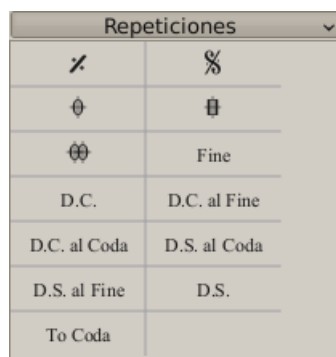 Repeticiones
Fine
D.C. D.C. al Fine
D.C. al Coda D.S. al Coda
D.S. al Fine D.S.
To Coda